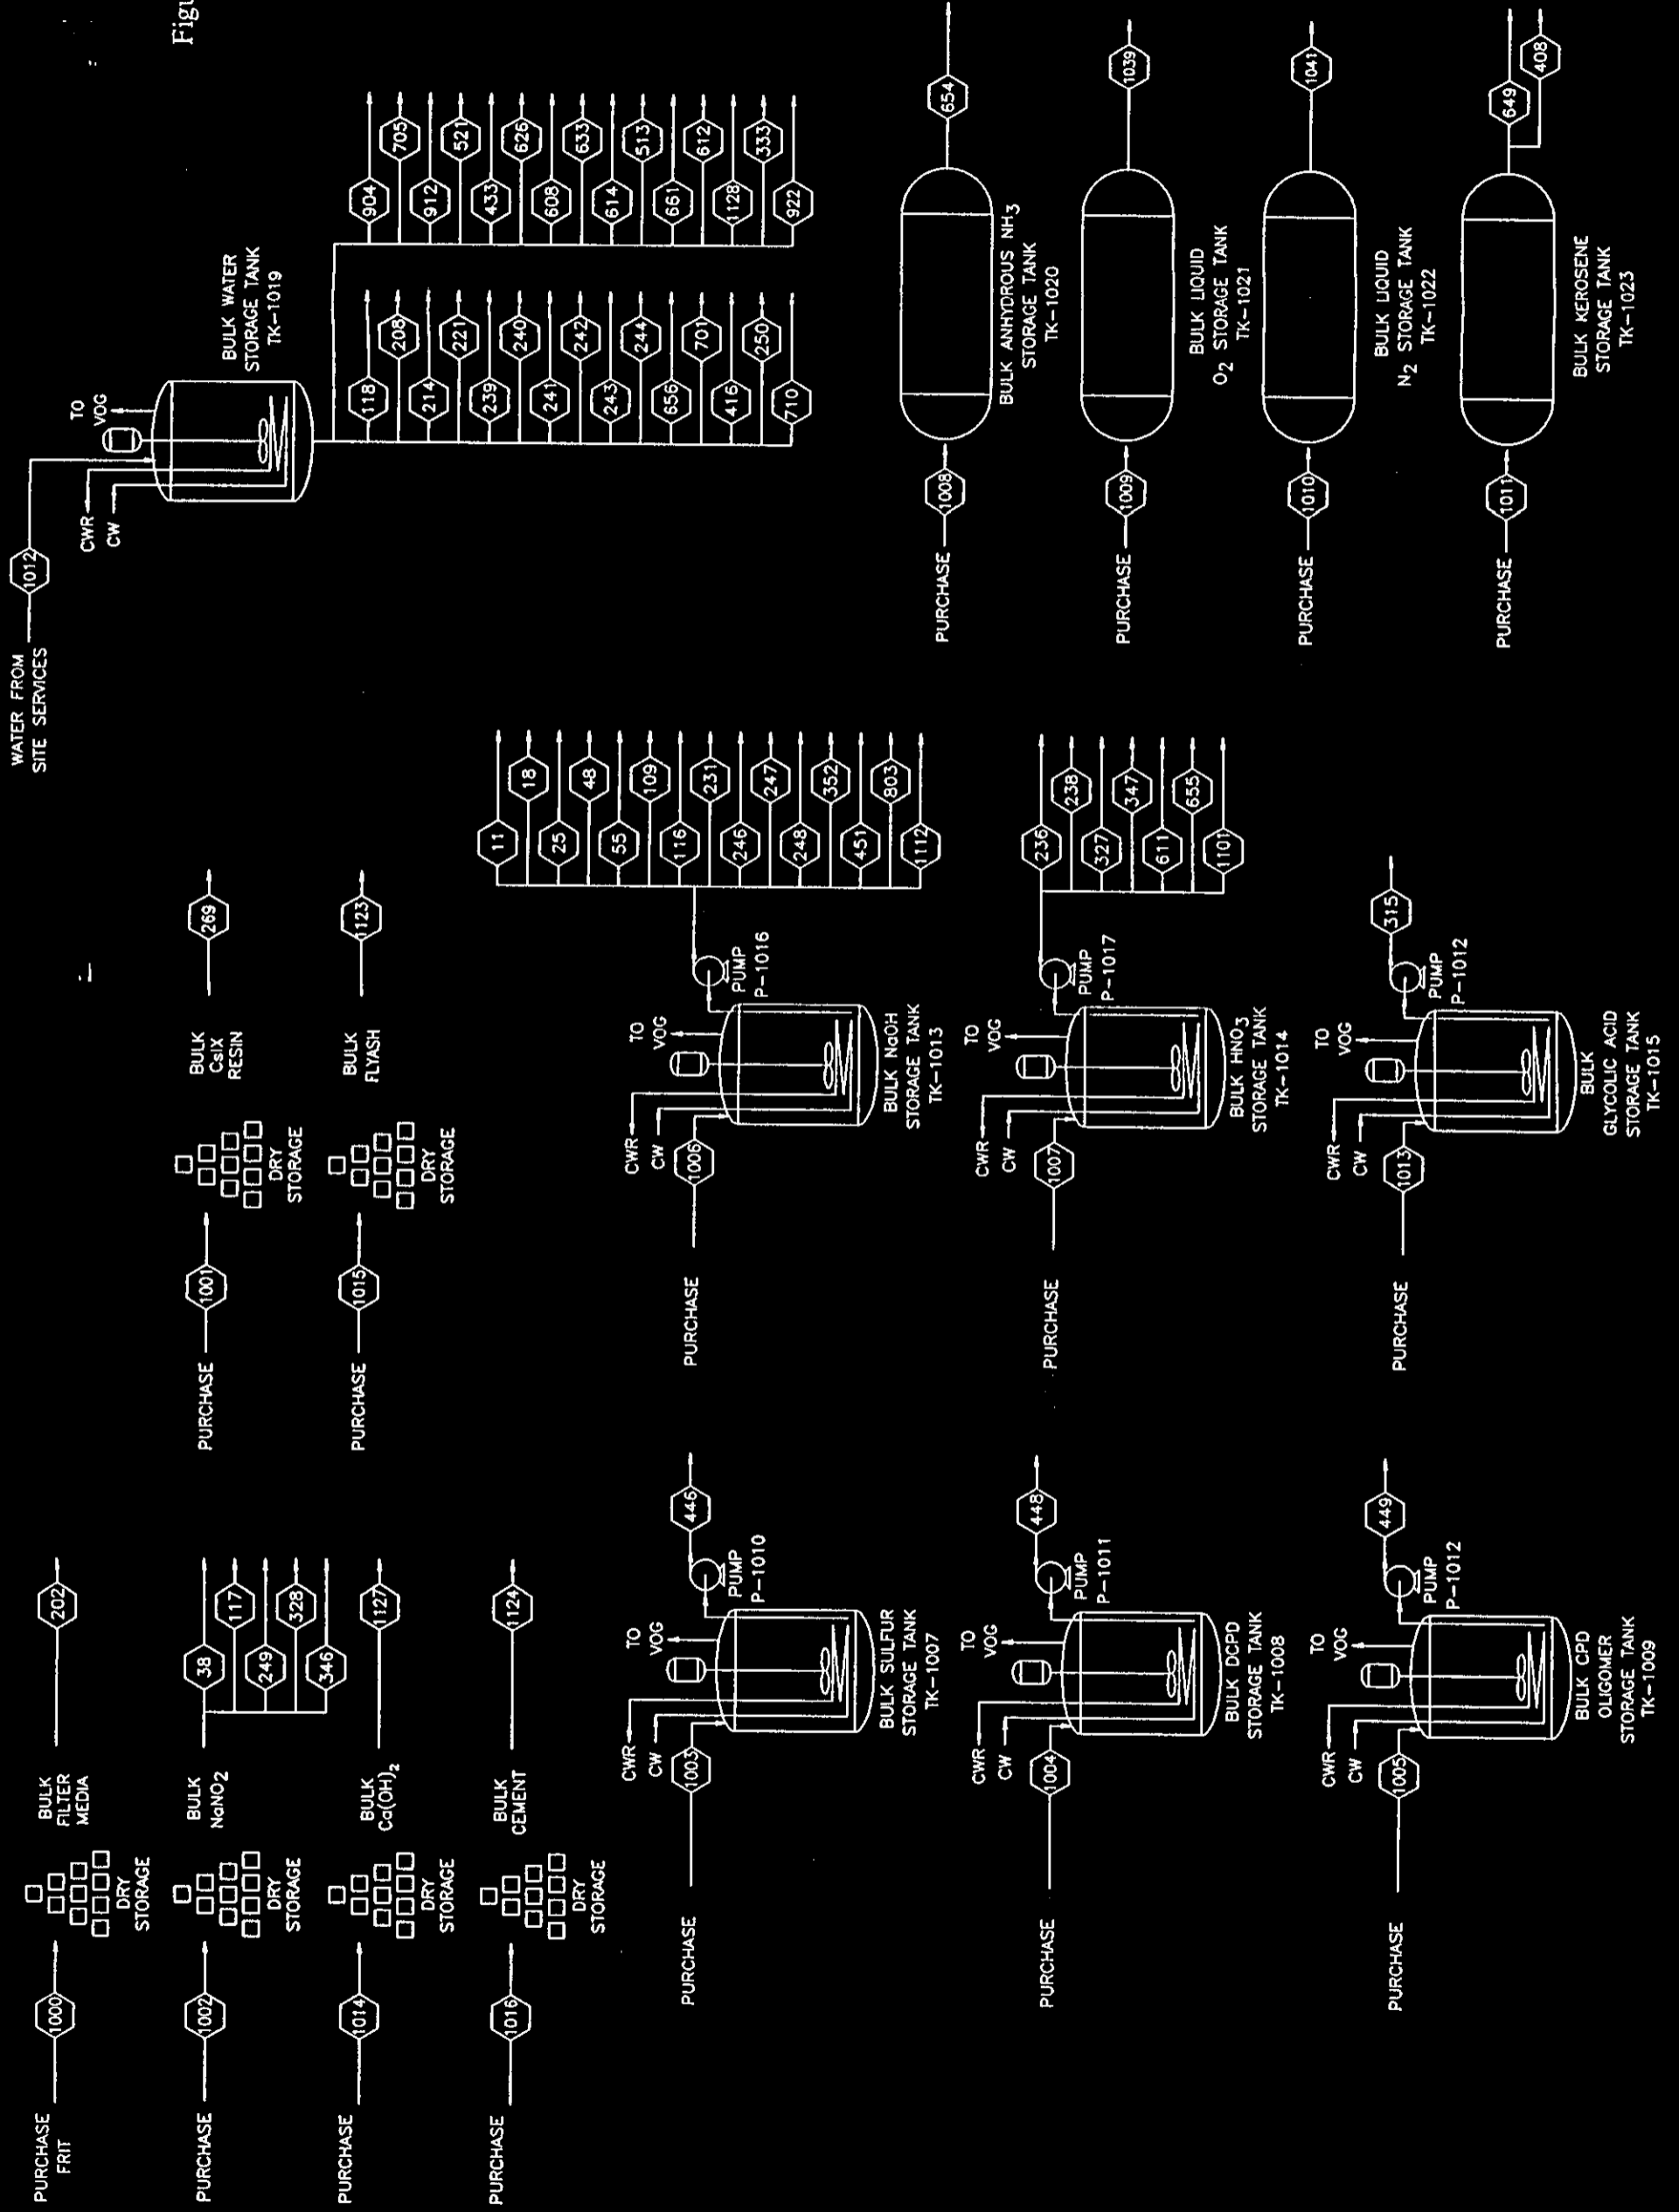 Figu
WATER FROM
SITE SERVICES
1012
CWR
CW
TO
VOG
BULK WATER
STORAGE TANK
TK-1019
118
208
214
221
239
240
241
242
243
244
656
701
416
250
710
904
705
912
521
433
626
608
633
614
513
661
612
1128
333
922
PURCHASE
FRIT
1000
DRY
STORAGE
BULK
FILTER
MEDIA
202
PURCHASE
1002
DRY
STORAGE
BULK
NaNO2
38
117
249
328
346
PURCHASE
1014
DRY
STORAGE
BULK
Ca(OH)2
1127
PURCHASE
1016
DRY
STORAGE
BULK
CEMENT
1124
PURCHASE
1001
DRY
STORAGE
BULK
CsIX
RESIN
269
PURCHASE
1015
DRY
STORAGE
BULK
FLYASH
1123
PURCHASE
1003
CWR
CW
TO
VOG
BULK SULFUR
STORAGE TANK
TK-1007
PUMP
P-1010
446
PURCHASE
1004
CWR
CW
TO
VOG
BULK DCPD
STORAGE TANK
TK-1008
PUMP
P-1011
448
PURCHASE
1005
CWR
CW
TO
VOG
BULK CPD
OLIGOMER
STORAGE TANK
TK-1009
PUMP
P-1012
449
PURCHASE
1006
CWR
CW
TO
VOG
BULK NaOH
STORAGE TANK
TK-1013
PUMP
P-1016
11
18
25
48
55
109
116
231
246
247
248
352
451
803
1112
PURCHASE
1007
CWR
CW
TO
VOG
BULK HNO3
STORAGE TANK
TK-1014
PUMP
P-1017
236
238
327
347
611
655
1101
PURCHASE
1013
CWR
CW
TO
VOG
BULK
GLYCOLIC ACID
STORAGE TANK
TK-1015
PUMP
P-1012
315
PURCHASE
1008
BULK ANHYDROUS NH3
STORAGE TANK
TK-1020
654
PURCHASE
1009
BULK LIQUID
O2 STORAGE TANK
TK-1021
1039
PURCHASE
1010
BULK LIQUID
N2 STORAGE TANK
TK-1022
1041
PURCHASE
1011
BULK KEROSENE
STORAGE TANK
TK-1023
649
408